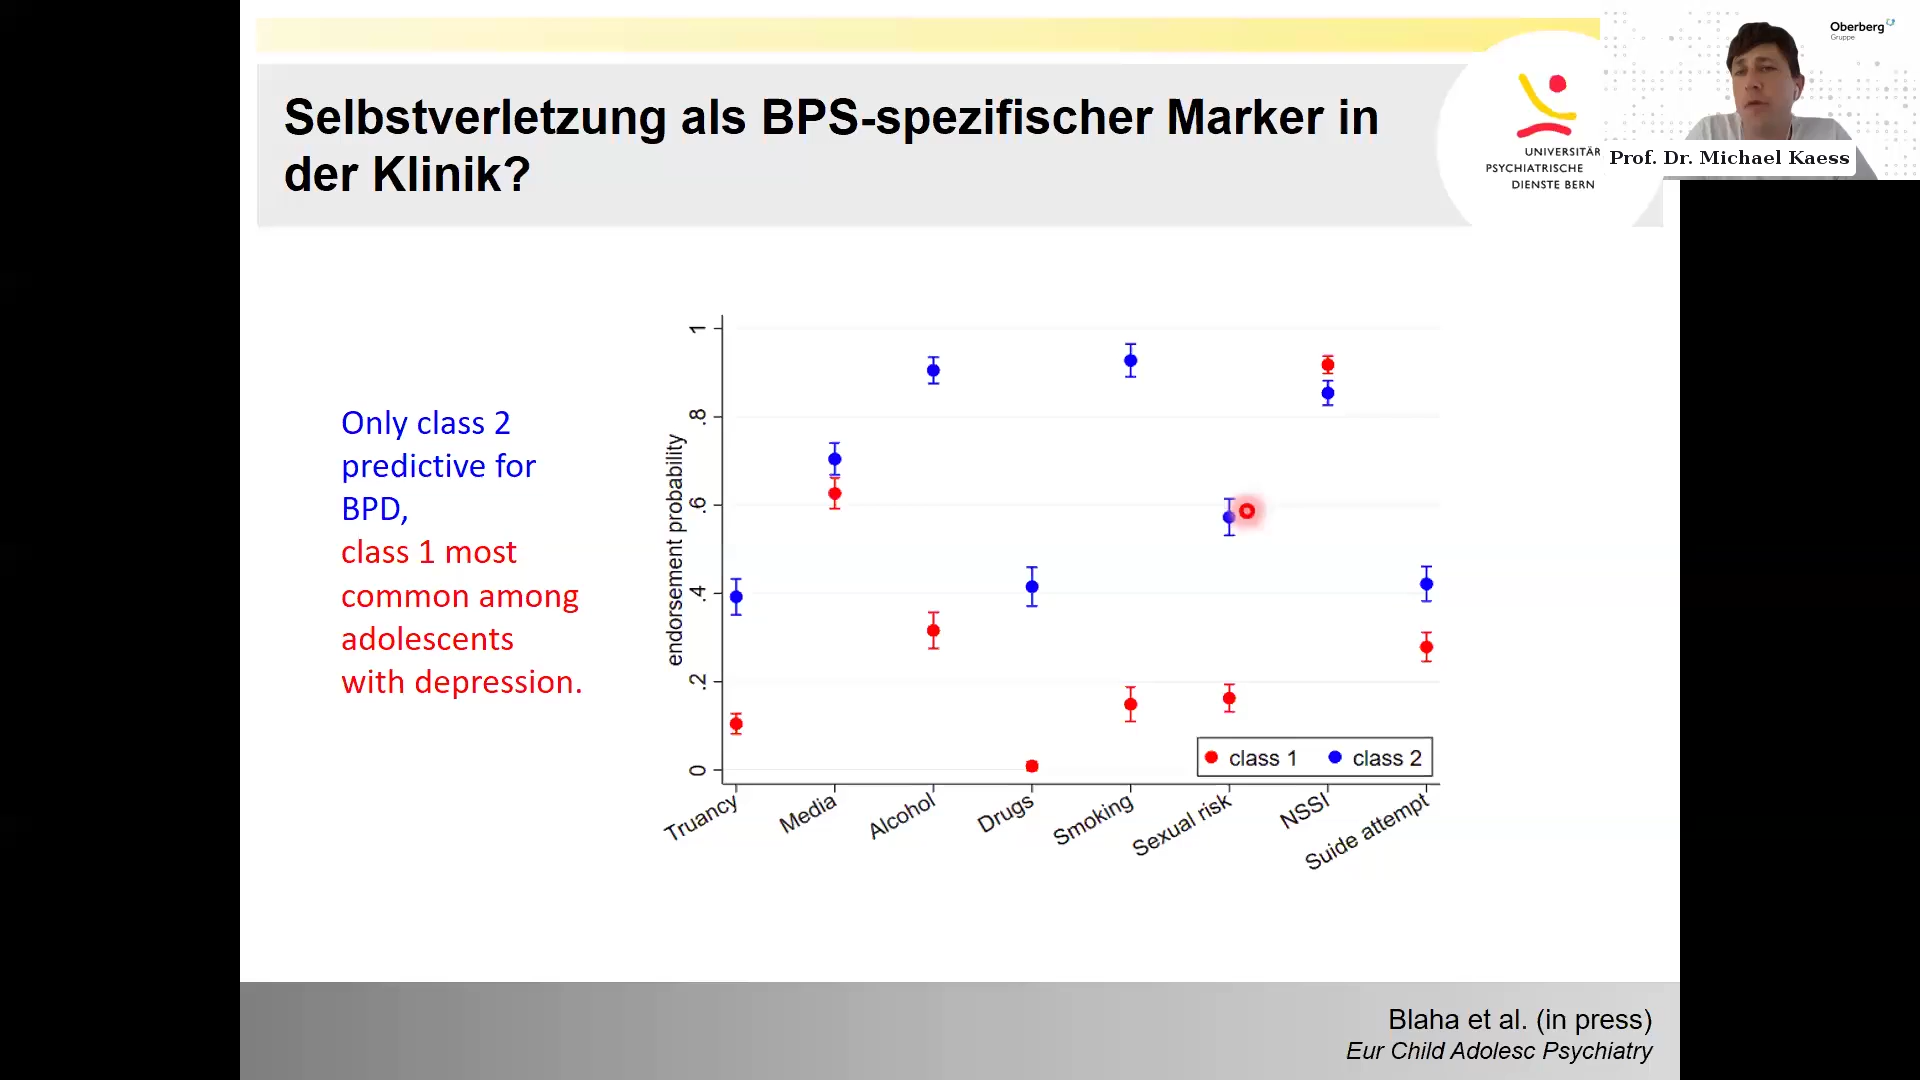 Selbstverletzung als BPS-spezifischer Marker in
der Klinik?
UNIVERSITÄR
PSYCHIATRISCHE
DIENSTE BERN
Oberberg
Gruppe
Prof. Dr. Michael Kaess
Only class 2
predictive for
BPD,
class 1 most
common among
adolescents
with depression.
endorsement probability
1
.8
.6
.4
.2
0
class 1
class 2
Truancy
Media
Alcohol
Drugs
Smoking
Sexual risk
NSSI
Suide attempt
Blaha et al. (in press)
Eur Child Adolesc Psychiatry